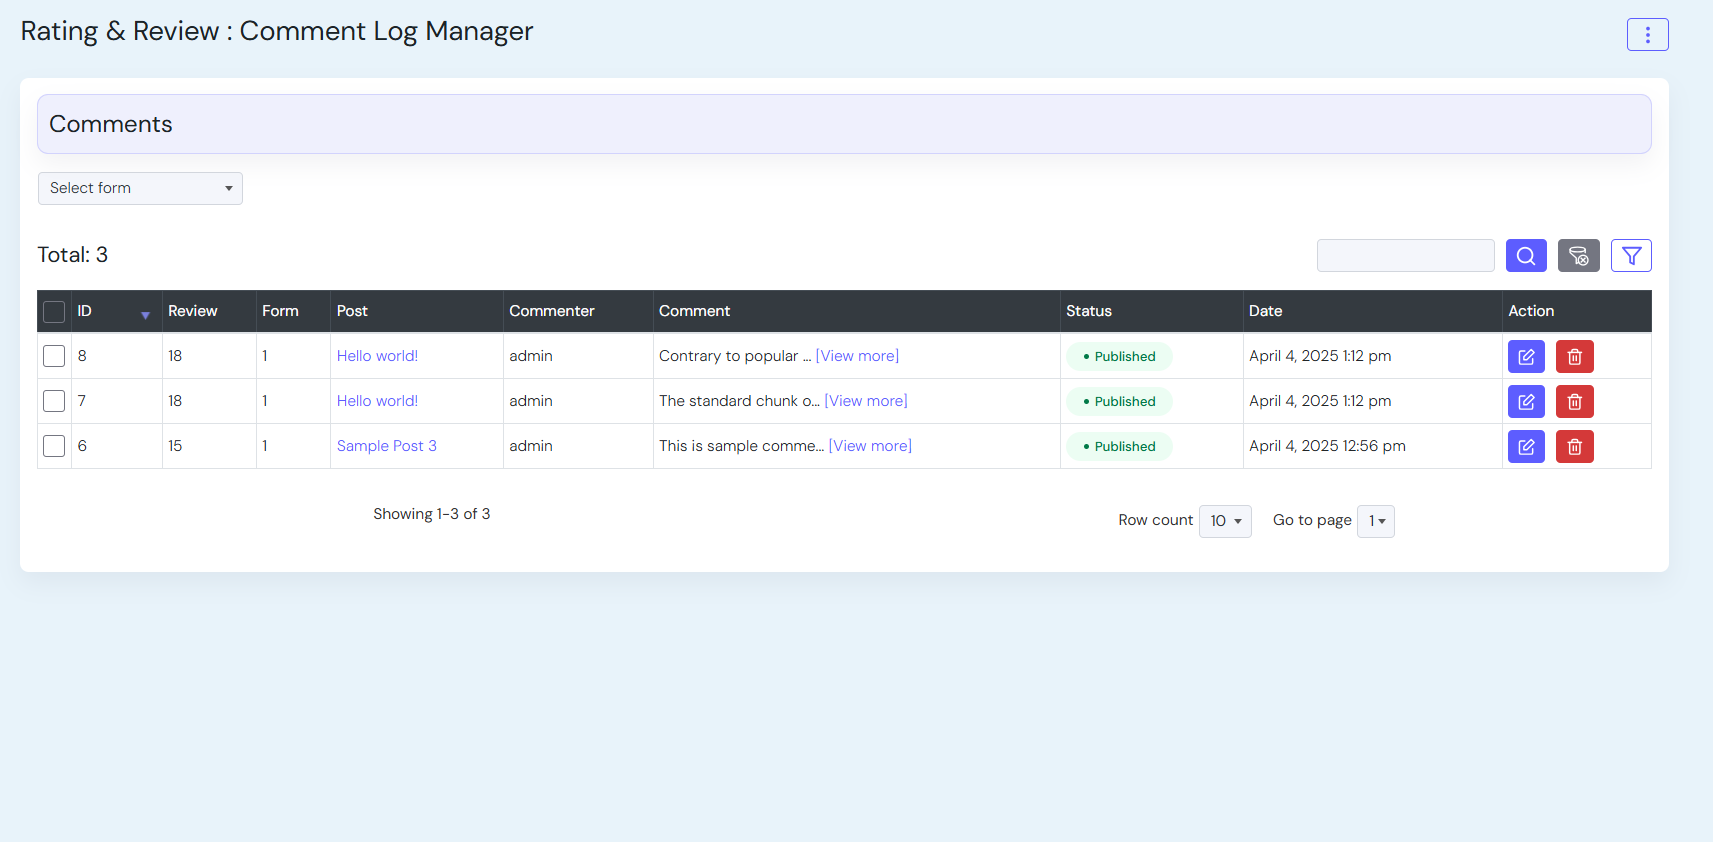 Rating & Review : Comment Log Manager
Comments
Select form
Total: 3
ID Review Form Post Commenter Comment Status Date Action
8 18 1 Hello world! admin Contrary to popular ... [View more] Published April 4, 2025 1:12 pm
7 18 1 Hello world! admin The standard chunk o... [View more] Published April 4, 2025 1:12 pm
6 15 1 Sample Post 3 admin This is sample comme... [View more] Published April 4, 2025 12:56 pm
Showing 1-3 of 3 Row count 10 Go to page 1